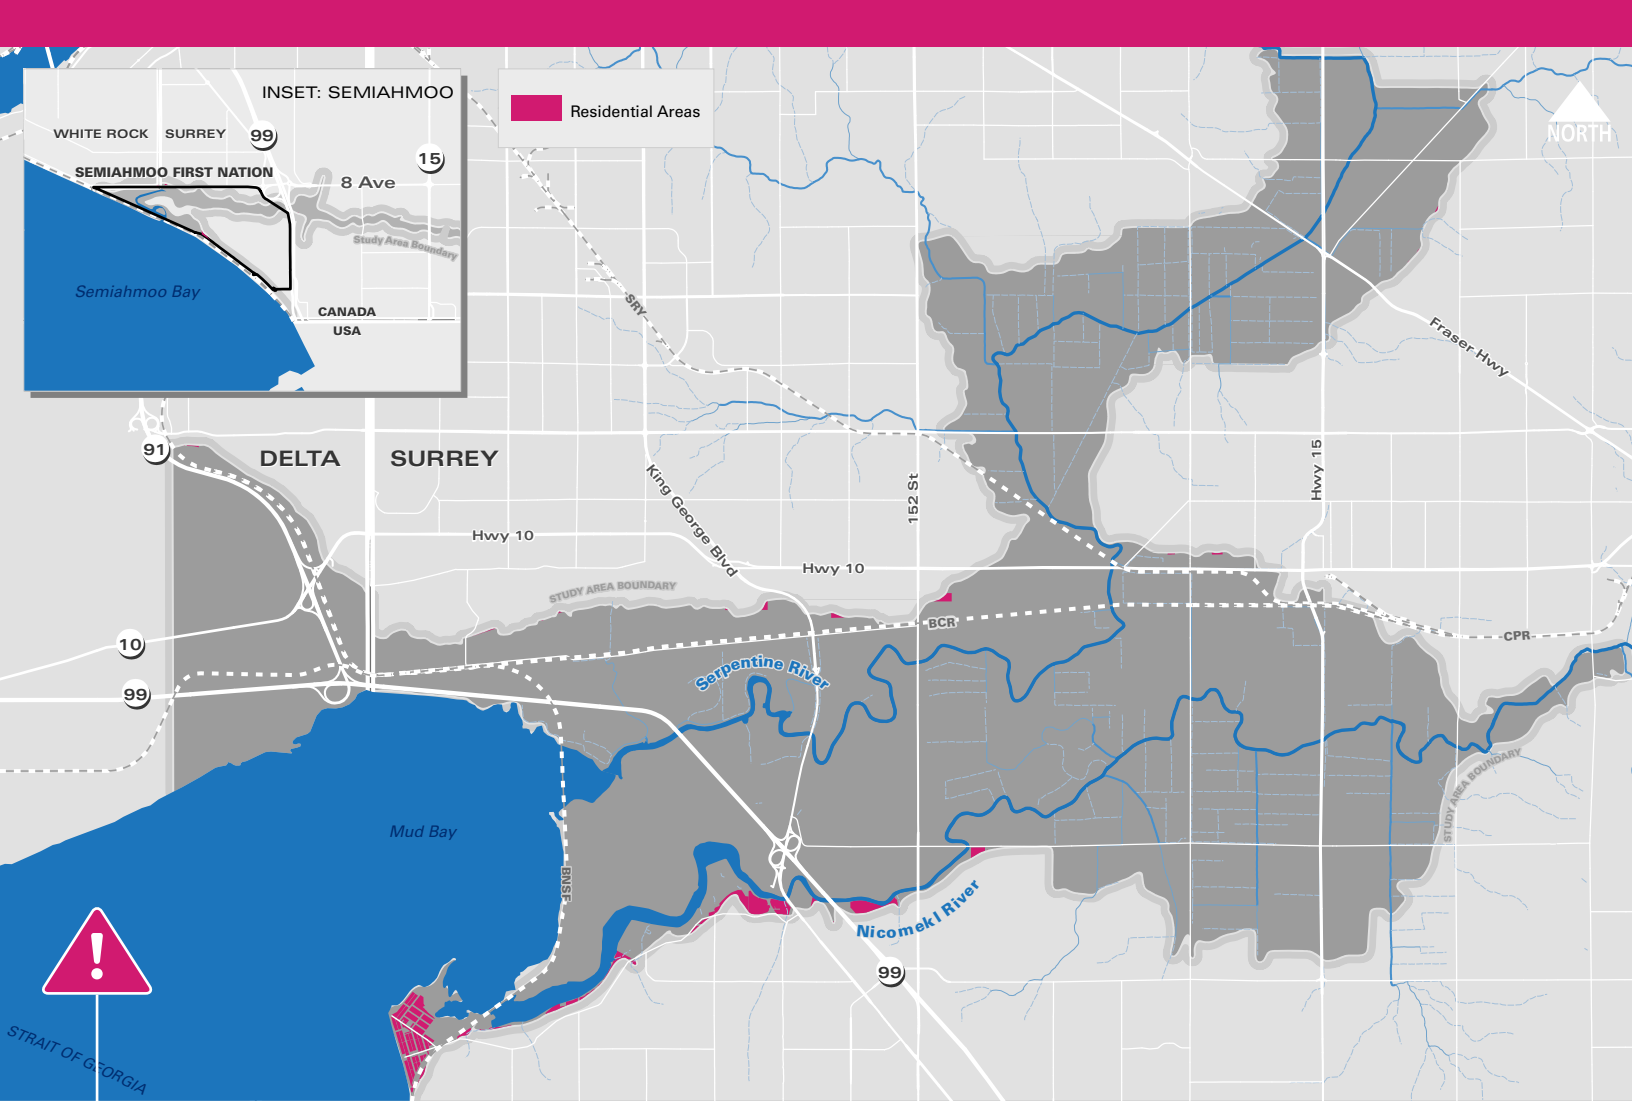 INSET: SEMIAHMOO
WHITE ROCK SURREY
99
15
SEMIAHMOO FIRST NATION
8 Ave
Study Area Boundary
Semiahmoo Bay
CANADA
USA
Residential Areas
NORTH
SRY
Fraser Hwy
91
DELTA SURREY
King George Blvd
152 St
Hwy 15
Hwy 10
Hwy 10
STUDY AREA BOUNDARY
BCR
CPR
10
99
Serpentine River
STUDY AREA BOUNDARY
Mud Bay
BNSF
Nicomekl River
99
!
STRAIT OF GEORGIA